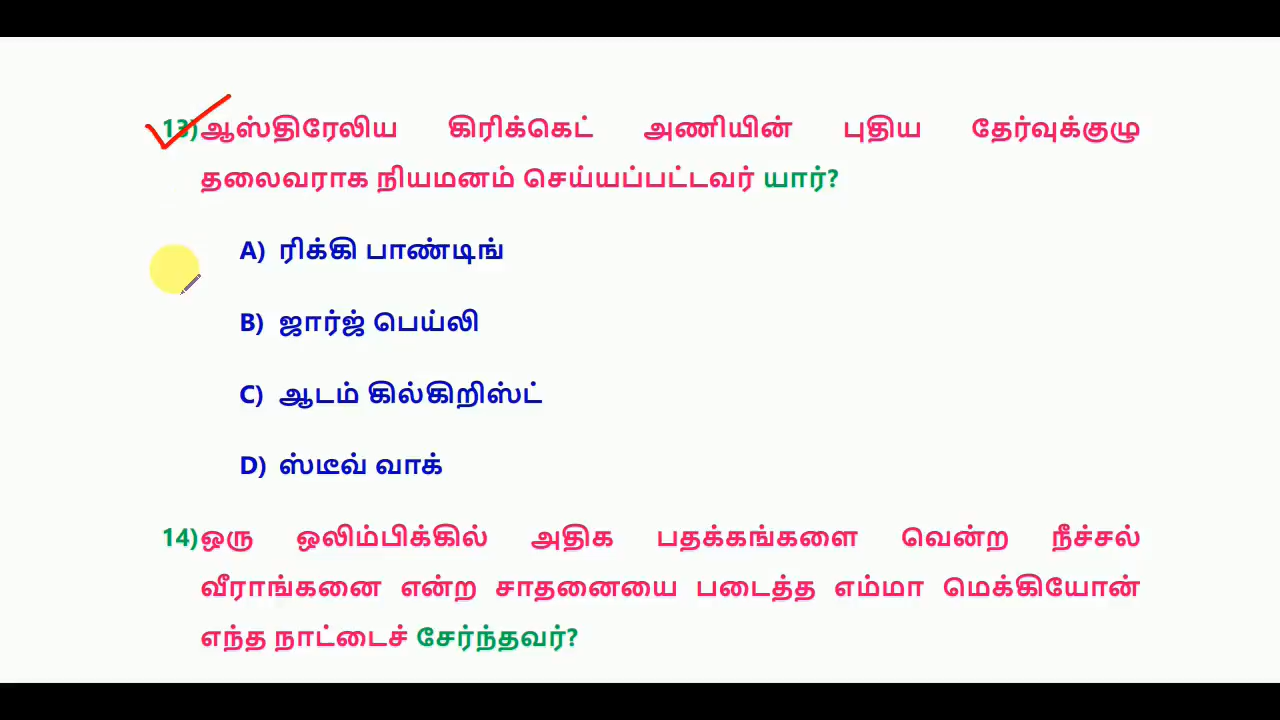 13) ஆஸ்திரேலிய கிரிக்கெட் அணியின் புதிய தேர்வுக்குழு
தலைவராக நியமனம் செய்யப்பட்டவர் யார்?
A) ரிக்கி பாண்டிங்
B) ஜார்ஜ் பெய்லி
C) ஆடம் கில்கிறிஸ்ட்
D) ஸ்டீவ் வாக்
14) ஒரு ஒலிம்பிக்கில் அதிக பதக்கங்களை வென்ற நீச்சல்
வீராங்கனை என்ற சாதனையை படைத்த எம்மா மெக்கியோன்
எந்த நாட்டைச் சேர்ந்தவர்?